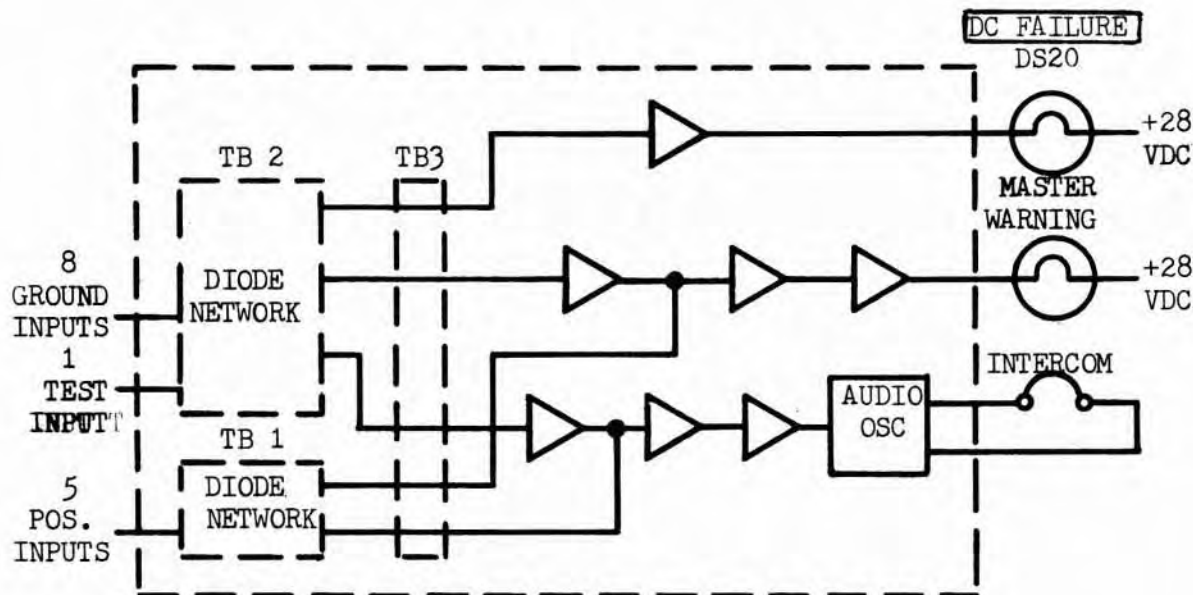 DC FAILURE
DS20
+28
VDC
TB 2
TB3
MASTER
WARNING
8
GROUND
INPUTS
DIODE
NETWORK
+28
VDC
1
TEST
INPUT
INTERCOM
AUDIO
OSC
TB 1
5
POS.
INPUTS
DIODE
NETWORK